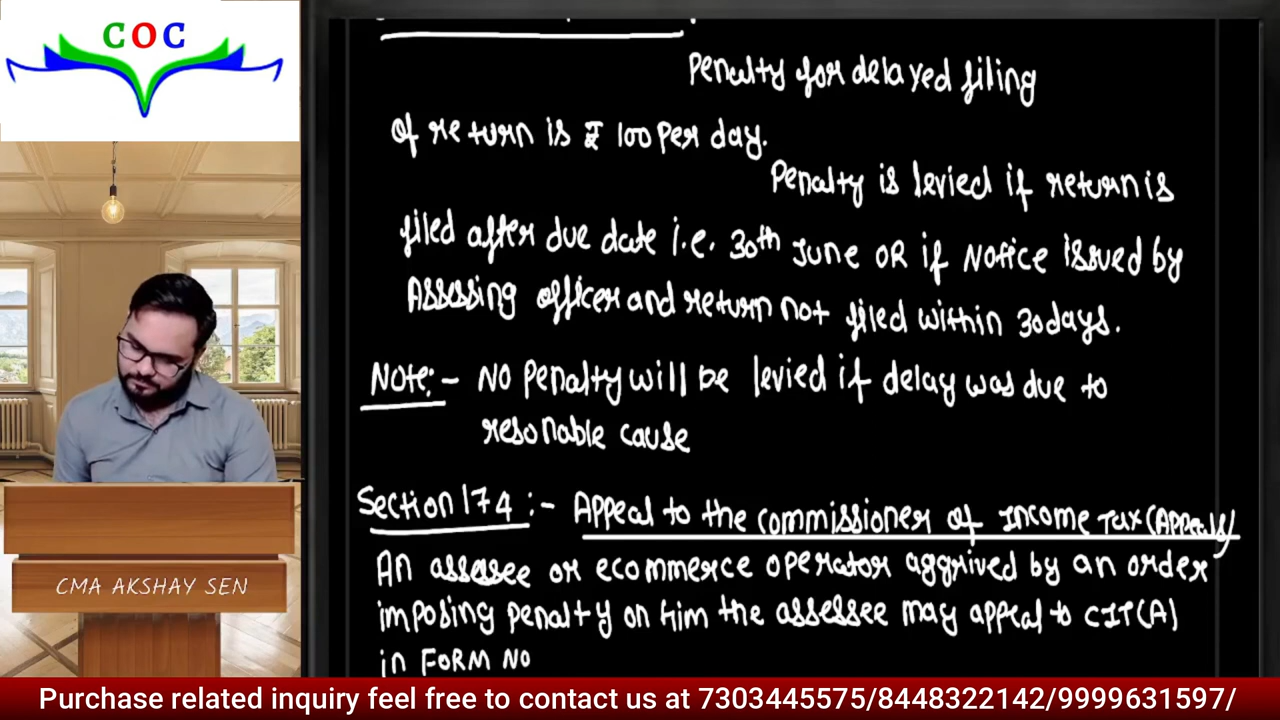 COC
Penalty for delayed filing
of return is ₹ 100 per day.
Penalty is levied if return is
filed after due date i.e. 30th June OR if Notice issued by
Assessing officer and return not filed within 30 days.
Note:- No penalty will be levied if delay was due to
resonable cause
Section 174 :- Appeal to the commissioner of Income Tax (Appeals)
An assessee or ecommerce operator aggrived by an order
imposing penalty on him the assessee may appeal to CIT(A)
in FORM NO
CMA AKSHAY SEN
Purchase related inquiry feel free to contact us at 7303445575/8448322142/9999631597/